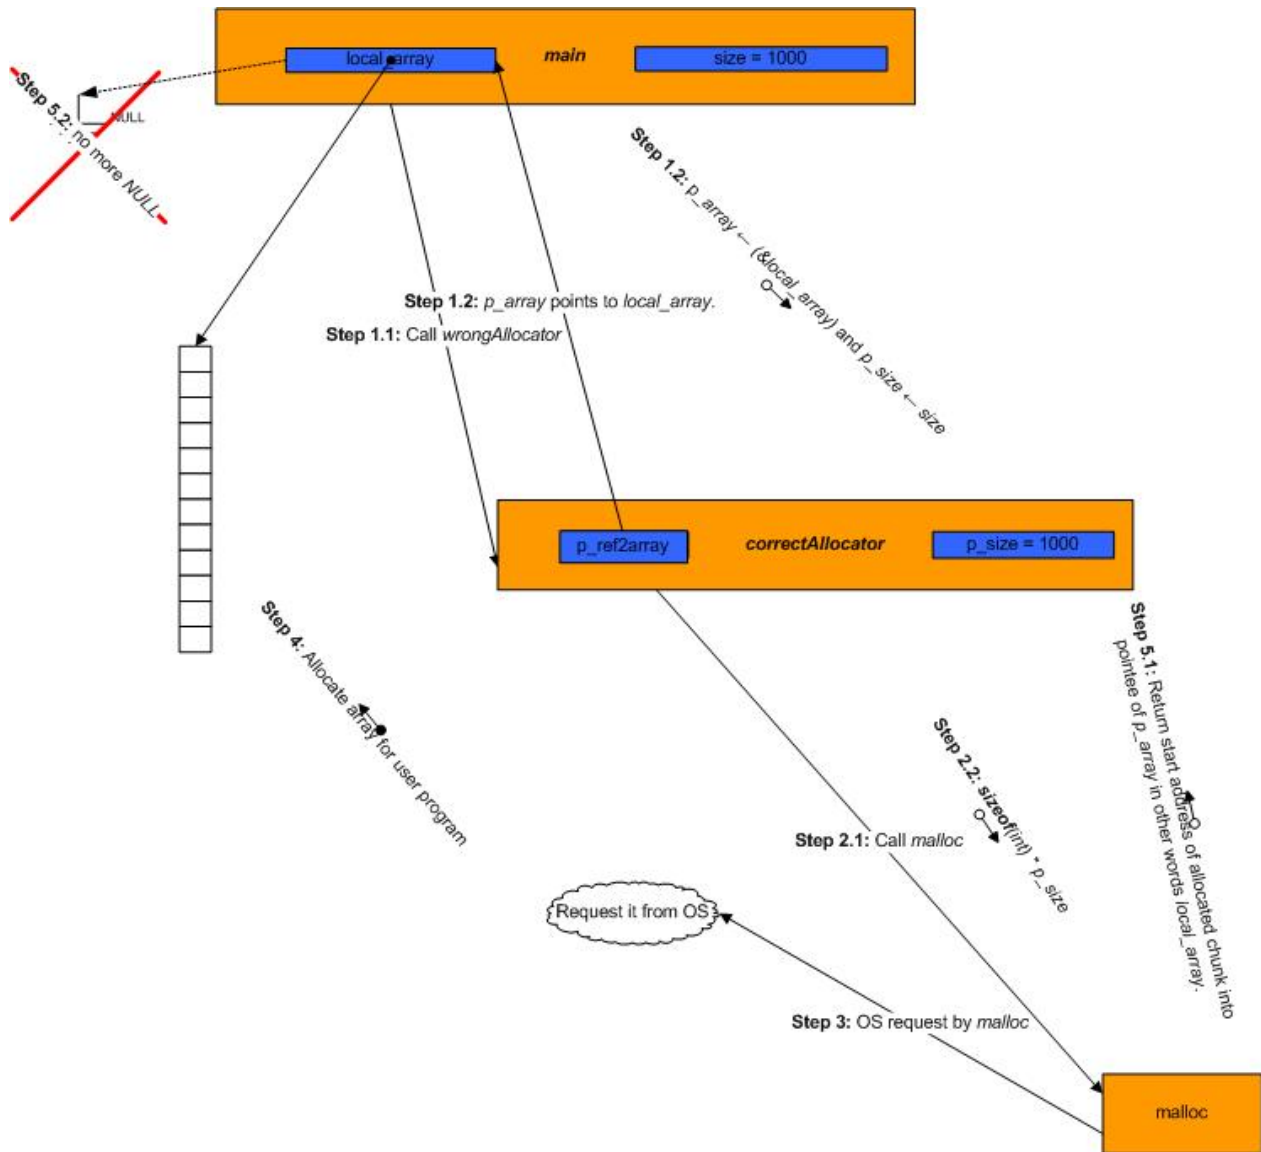 local_array
main
size = 1000
NULL
Step 5.2: no more NULL
Step 1.2: p_array ← (&local_array) and p_size ← size
Step 1.2: p_array points to local_array.
Step 1.1: Call wrongAllocator
p_ref2array
correctAllocator
p_size = 1000
Step 4: Allocate array for user program
Step 5.1: Return start address of allocated chunk into
pointee of p_array in other words local_array.
Step 2.2: sizeof(int) * p_size
Step 2.1: Call malloc
Request it from OS
Step 3: OS request by malloc
malloc